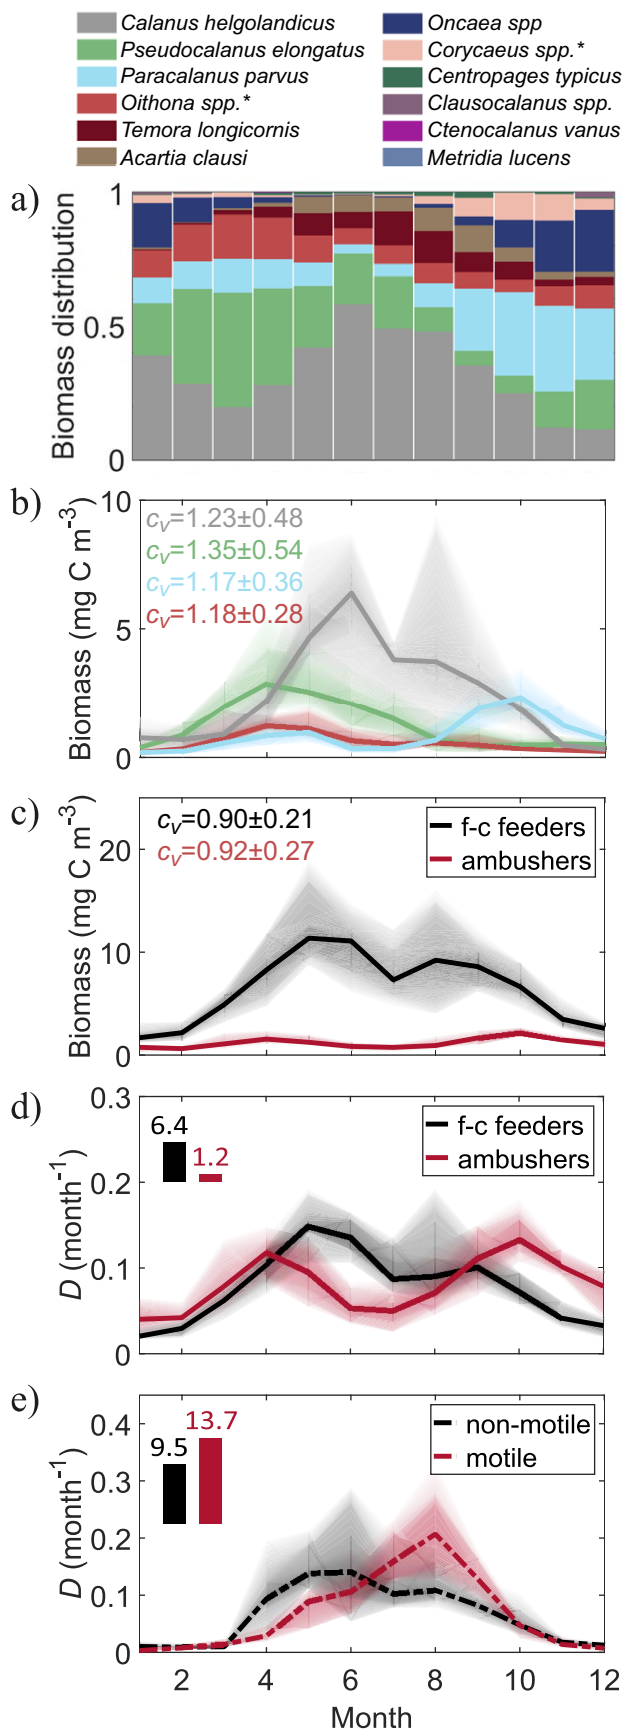 Calanus helgolandicus
Pseudocalanus elongatus
Paracalanus parvus
Oithona spp.*
Temora longicornis
Acartia clausi
Oncaea spp
Corycaeus spp.*
Centropages typicus
Clausocalanus spp.
Ctenocalanus vanus
Metridia lucens
a)
Biomass distribution
1
0.5
0
b)
Biomass (mg C m⁻³)
10
5
0
cᵥ=1.23±0.48
cᵥ=1.35±0.54
cᵥ=1.17±0.36
cᵥ=1.18±0.28
c)
Biomass (mg C m⁻³)
20
10
0
cᵥ=0.90±0.21
cᵥ=0.92±0.27
f-c feeders
ambushers
d)
D (month⁻¹)
0.3
0.2
0.1
0
6.4
1.2
f-c feeders
ambushers
e)
D (month⁻¹)
0.4
0.3
0.2
0.1
0
9.5
13.7
non-motile
motile
2 4 6 8 10 12
Month